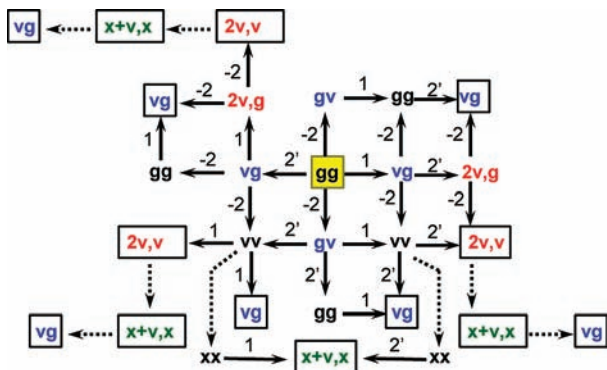 vg x+v,x 2v,v
-2
vg -2 2v,g gv 1 gg 2' vg
1 1 -2 -2 -2
gg -2 vg 2' gg 1 vg 2' 2v,g
-2 -2 -2 -2
2v,v 1 vv 2' gv 1 vv 2' 2v,v
1 2' 2'
vg gg 1 vg
vg x+v,x x+v,x vg
xx 1 x+v,x 2' xx